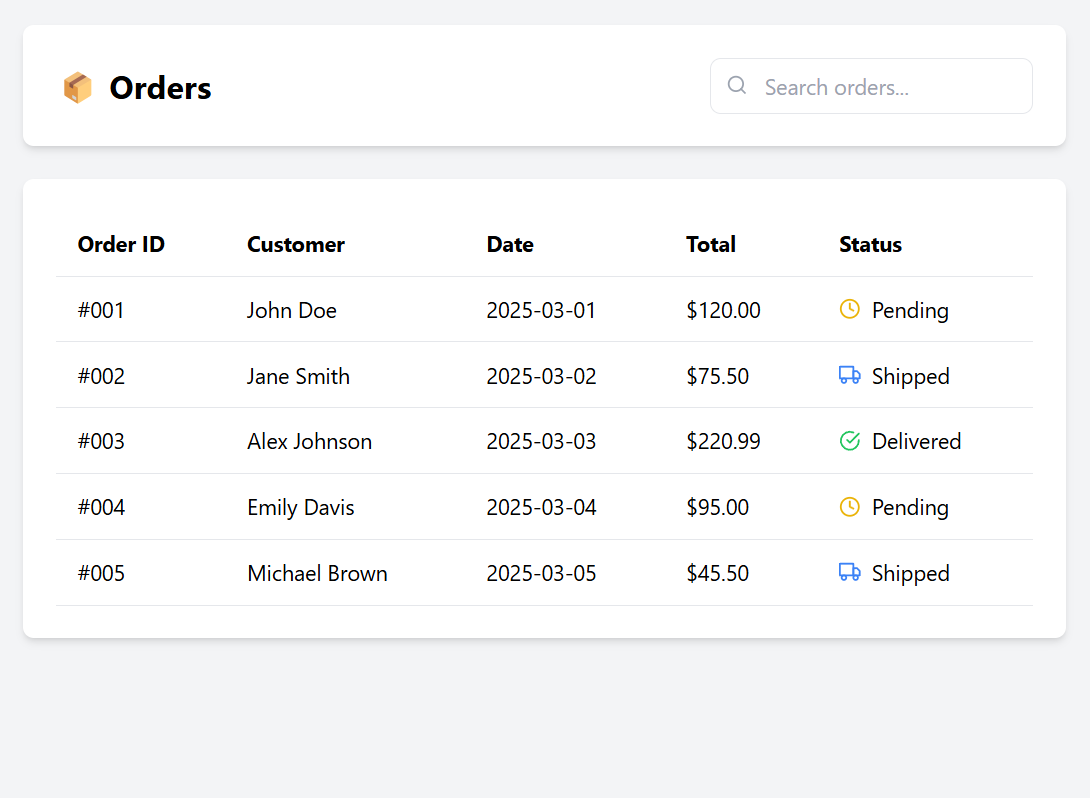 Orders
Search orders...
Order ID Customer Date Total Status
#001 John Doe 2025-03-01 $120.00 Pending
#002 Jane Smith 2025-03-02 $75.50 Shipped
#003 Alex Johnson 2025-03-03 $220.99 Delivered
#004 Emily Davis 2025-03-04 $95.00 Pending
#005 Michael Brown 2025-03-05 $45.50 Shipped